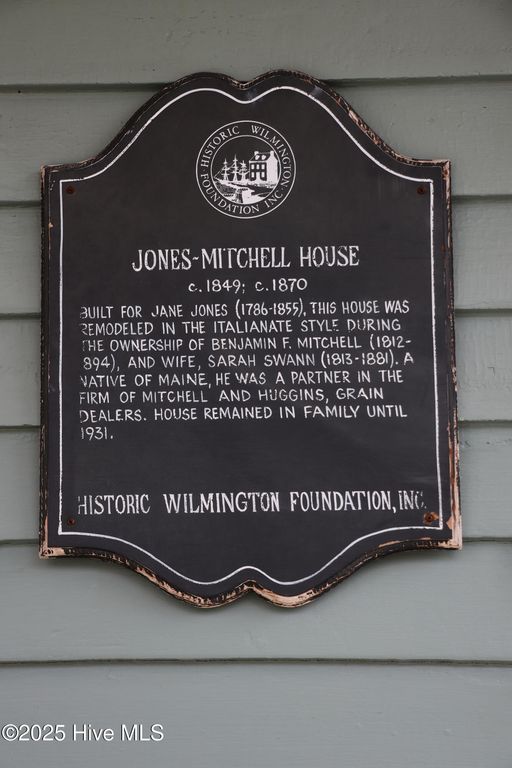 HISTORIC WILMINGTON FOUNDATION INC. NON
JONES-MITCHELL HOUSE
c. 1849; c. 1870
BUILT FOR JANE JONES (1786-1855), THIS HOUSE WAS
REMODELED IN THE ITALIANATE STYLE DURING
THE OWNERSHIP OF BENJAMIN F. MITCHELL (1812-
894), AND WIFE, SARAH SWANN (1813-1881). A
NATIVE OF MAINE, HE WAS A PARTNER IN THE
FIRM OF MITCHELL AND HUGGINS, GRAIN
DEALERS. HOUSE REMAINED IN FAMILY UNTIL
1931.
HISTORIC WILMINGTON FOUNDATION, INC.
©2025 Hive MLS